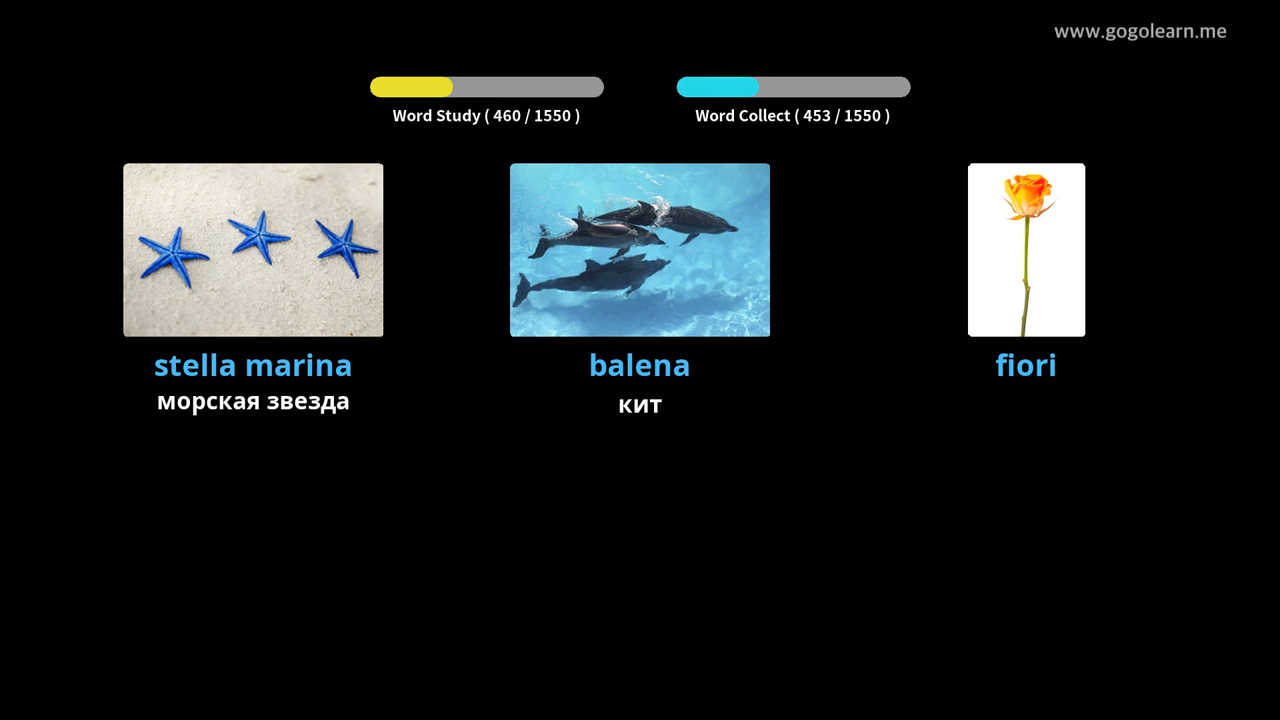 www.gogolearn.me
Word Study ( 460 / 1550 )
Word Collect ( 453 / 1550 )
stella marina
морская звезда
balena
кит
fiori